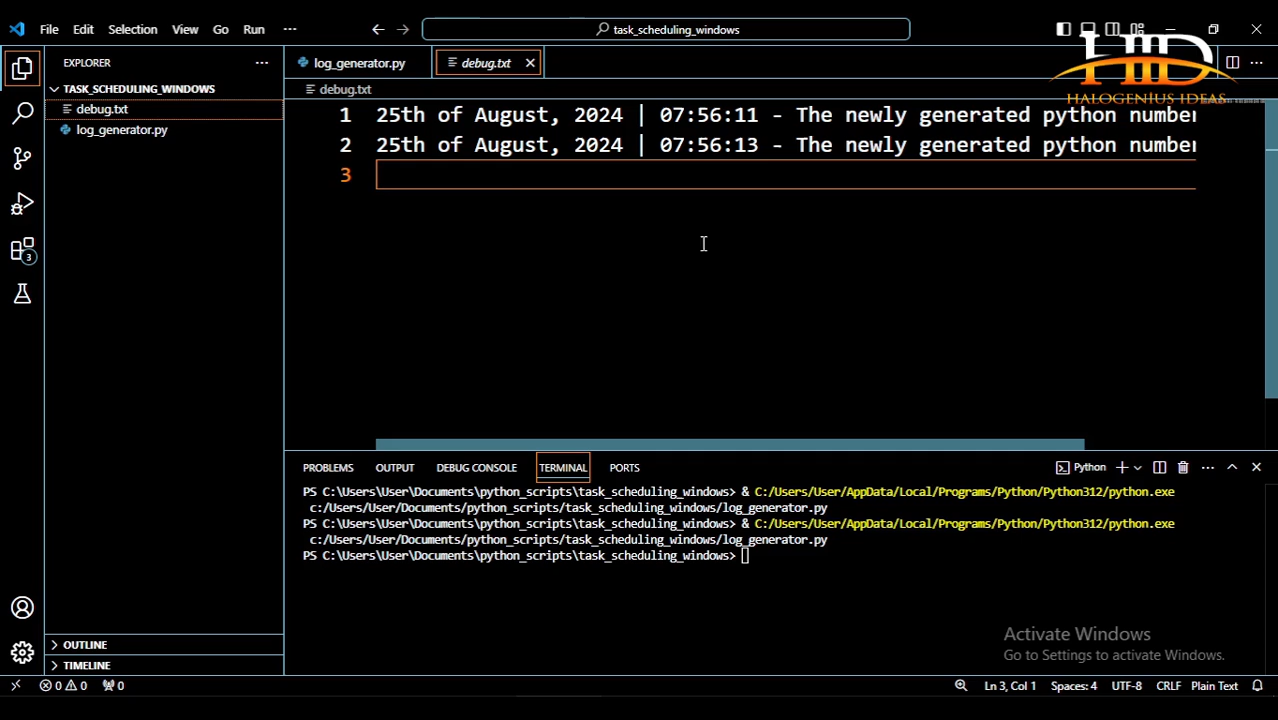 File Edit Selection View Go Run ··· task_scheduling_windows
HID
HALOGENIUS IDEAS
EXPLORER
TASK_SCHEDULING_WINDOWS
debug.txt
log_generator.py
OUTLINE
TIMELINE
log_generator.py debug.txt
debug.txt
1 25th of August, 2024 | 07:56:11 - The newly generated python number
2 25th of August, 2024 | 07:56:13 - The newly generated python number
3
PROBLEMS OUTPUT DEBUG CONSOLE TERMINAL PORTS Python
PS C:\Users\User\Documents\python_scripts\task_scheduling_windows> & C:/Users/User/AppData/Local/Programs/Python/Python312/python.exe
c:/Users/User/Documents/python_scripts/task_scheduling_windows/log_generator.py
PS C:\Users\User\Documents\python_scripts\task_scheduling_windows> & C:/Users/User/AppData/Local/Programs/Python/Python312/python.exe
c:/Users/User/Documents/python_scripts/task_scheduling_windows/log_generator.py
PS C:\Users\User\Documents\python_scripts\task_scheduling_windows>
Activate Windows
Go to Settings to activate Windows.
3
0 0 0 Ln 3, Col 1 Spaces: 4 UTF-8 CRLF Plain Text